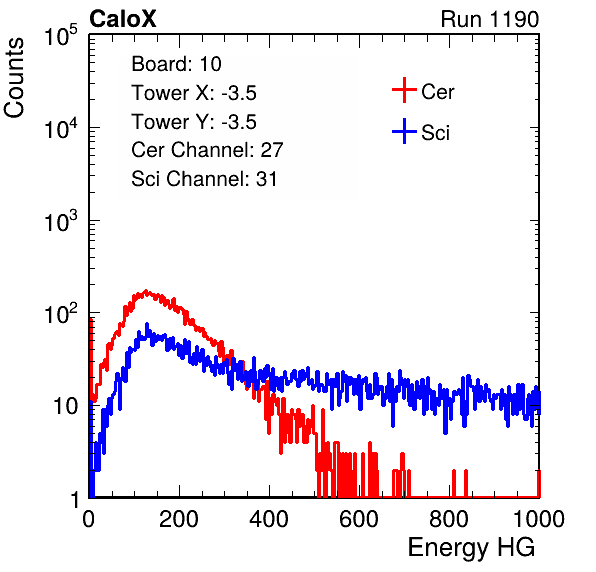 CaloX Run 1190
Counts
Board: 10
Tower X: -3.5
Tower Y: -3.5
Cer Channel: 27
Sci Channel: 31
Cer
Sci
10^5
10^4
10^3
10^2
10
1
0 200 400 600 800 1000
Energy HG